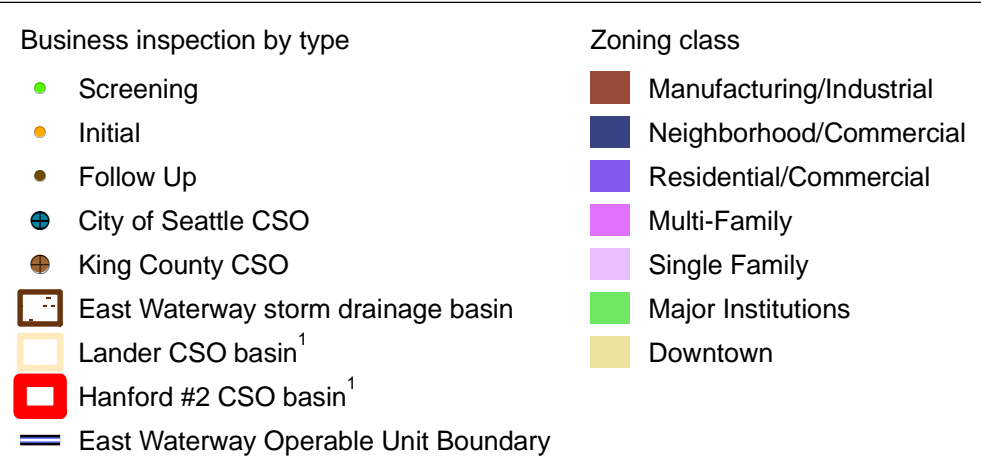 Business inspection by type
Screening
Initial
Follow Up
City of Seattle CSO
King County CSO
East Waterway storm drainage basin
Lander CSO basin1
Hanford #2 CSO basin1
East Waterway Operable Unit Boundary
Zoning class
Manufacturing/Industrial
Neighborhood/Commercial
Residential/Commercial
Multi-Family
Single Family
Major Institutions
Downtown